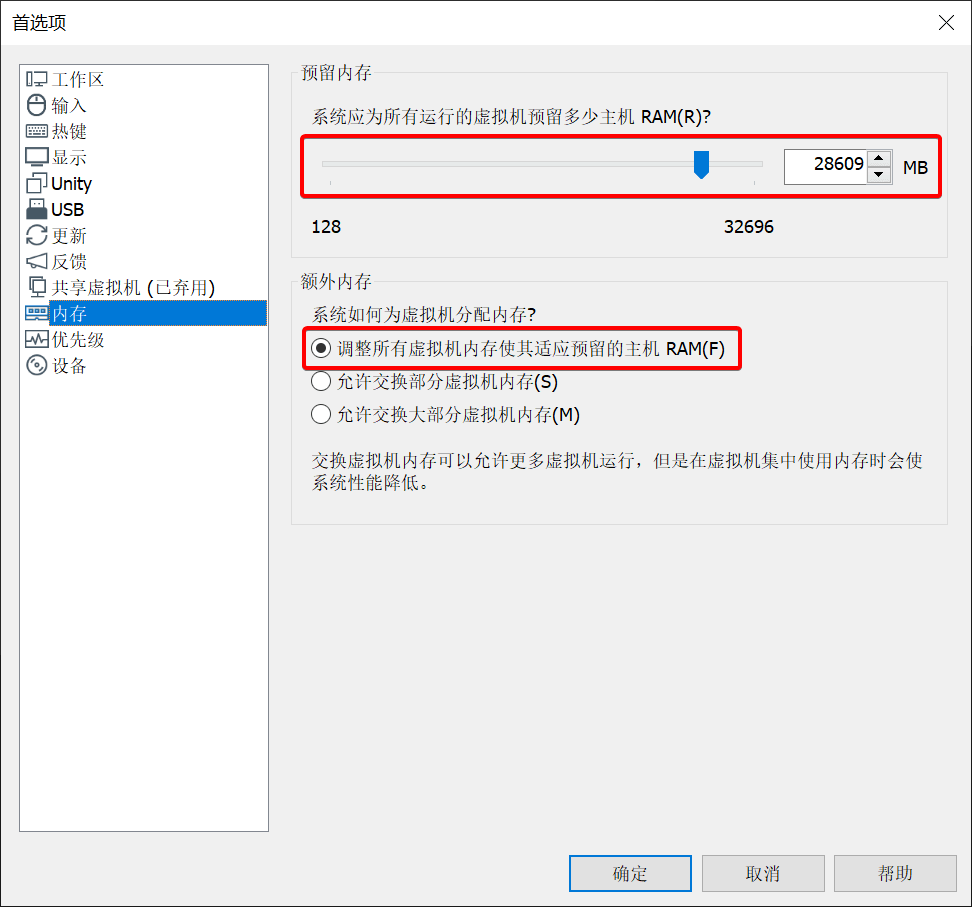 首选项
工作区
输入
热键
显示
Unity
USB
更新
反馈
共享虚拟机 (已弃用)
内存
优先级
设备
预留内存
系统应为所有运行的虚拟机预留多少主机 RAM(R)?
28609 MB
128 32696
额外内存
系统如何为虚拟机分配内存?
调整所有虚拟机内存使其适应预留的主机 RAM(F)
允许交换部分虚拟机内存(S)
允许交换大部分虚拟机内存(M)
交换虚拟机内存可以允许更多虚拟机运行，但是在虚拟机集中使用内存时会使
系统性能降低。
确定 取消 帮助